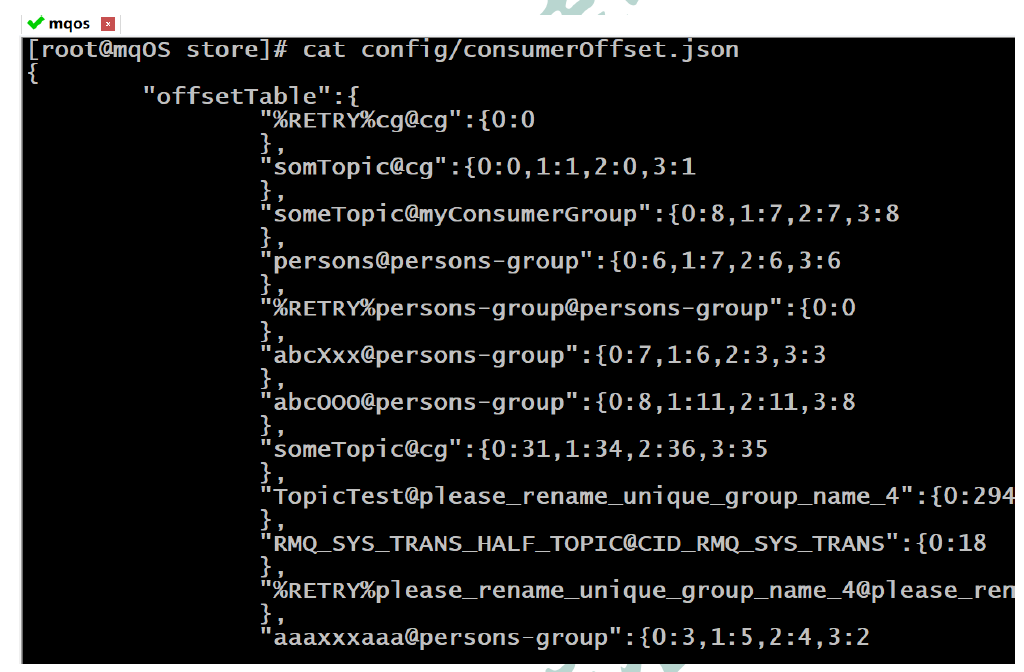 mqos
[root@mqOS store]# cat config/consumerOffset.json
{
"offsetTable":{
"%RETRY%cg@cg":{0:0
},
"somTopic@cg":{0:0,1:1,2:0,3:1
},
"someTopic@myConsumerGroup":{0:8,1:7,2:7,3:8
},
"persons@persons-group":{0:6,1:7,2:6,3:6
},
"%RETRY%persons-group@persons-group":{0:0
},
"abcXxx@persons-group":{0:7,1:6,2:3,3:3
},
"abcOOO@persons-group":{0:8,1:11,2:11,3:8
},
"someTopic@cg":{0:31,1:34,2:36,3:35
},
"TopicTest@please_rename_unique_group_name_4":{0:294
},
"RMQ_SYS_TRANS_HALF_TOPIC@CID_RMQ_SYS_TRANS":{0:18
},
"%RETRY%please_rename_unique_group_name_4@please_ren
},
"aaaxxxaaa@persons-group":{0:3,1:5,2:4,3:2